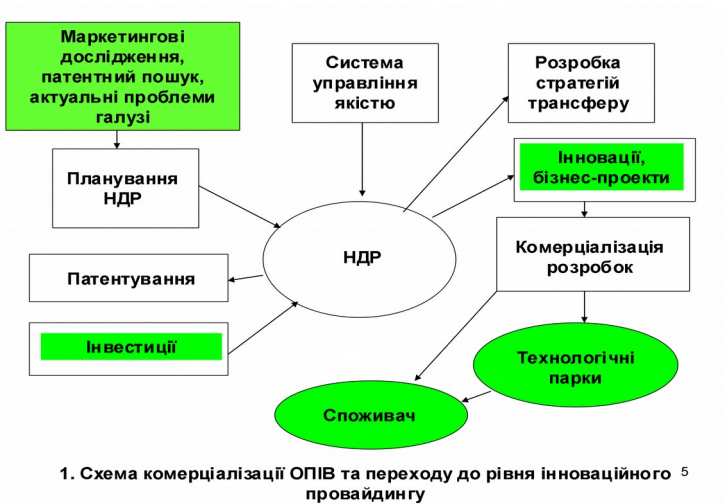 Маркетингові
дослідження,
патентний пошук,
актуальні проблеми
галузі
Система
управління
якістю
Розробка
стратегій
трансферу
Планування
НДР
Інновації,
бізнес-проекти
НДР
Комерціалізація
розробок
Патентування
Інвестиції
Технологічні
парки
Споживач
1. Схема комерціалізації ОПІВ та переходу до рівня інноваційного 5
провайдингу